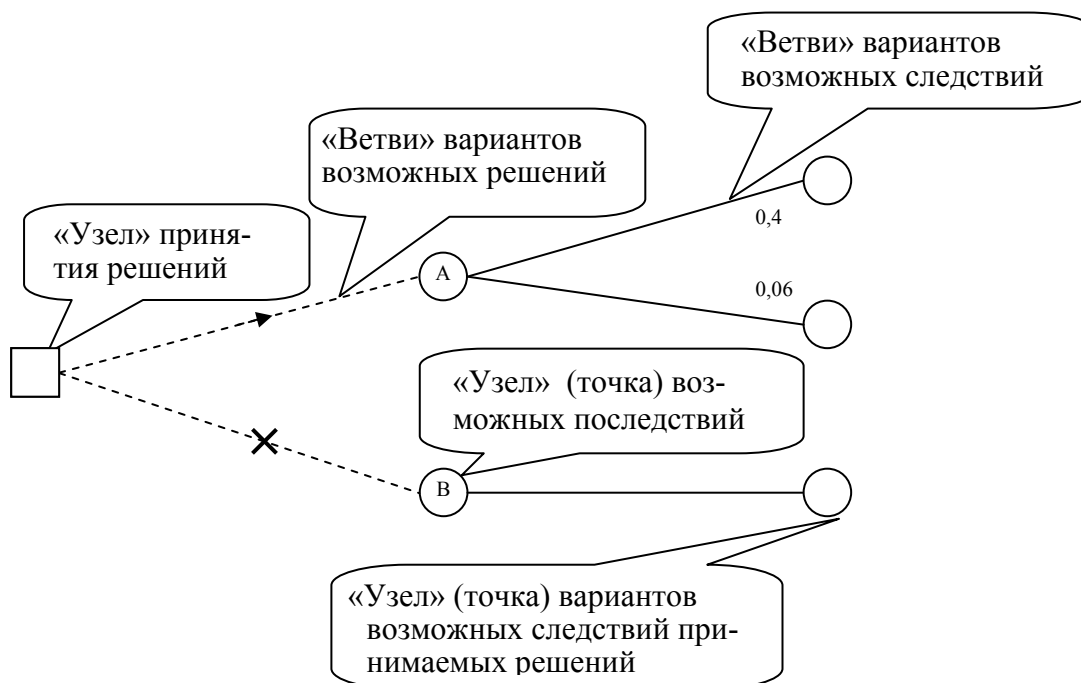 «Ветви» вариантов
возможных следствий
«Ветви» вариантов
возможных решений
«Узел» приня-
тия решений
0,4
A
0,06
«Узел» (точка) воз-
можных последствий
B
«Узел» (точка) вариантов
возможных следствий при-
нимаемых решений